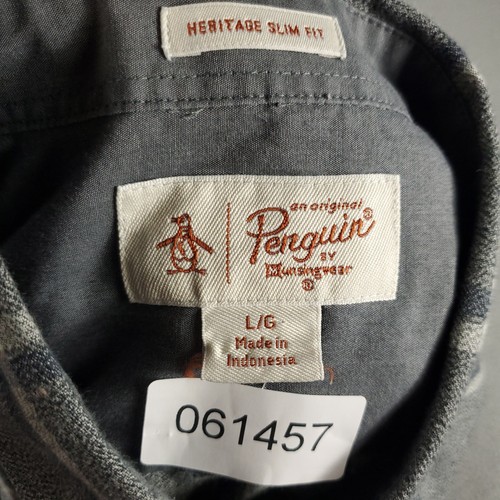 HERITAGE SLIM FIT
an original
Penguin®
BY
Munsingwear
®
L/G
Made in
Indonesia
061457